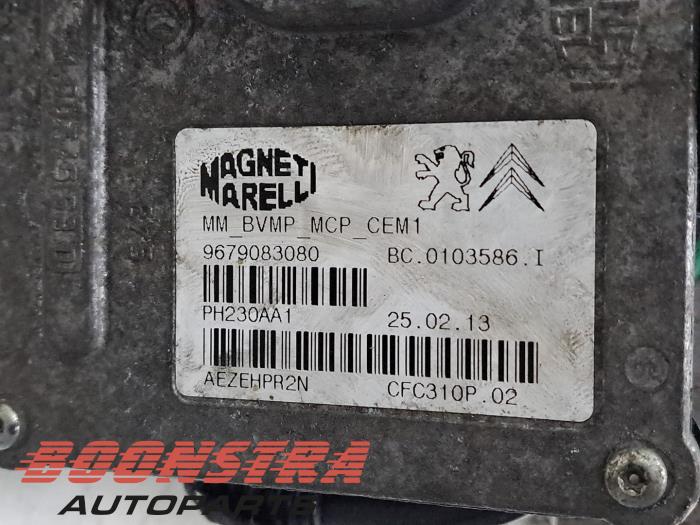 MAGNETI
MARELLI
MM_BVMP_MCP_CEM1
9679083080 BC.0103586.I
PH230AA1 25.02.13
AEZEHPR2N CFC310P.02
BOONSTRA
AUTOPARTS